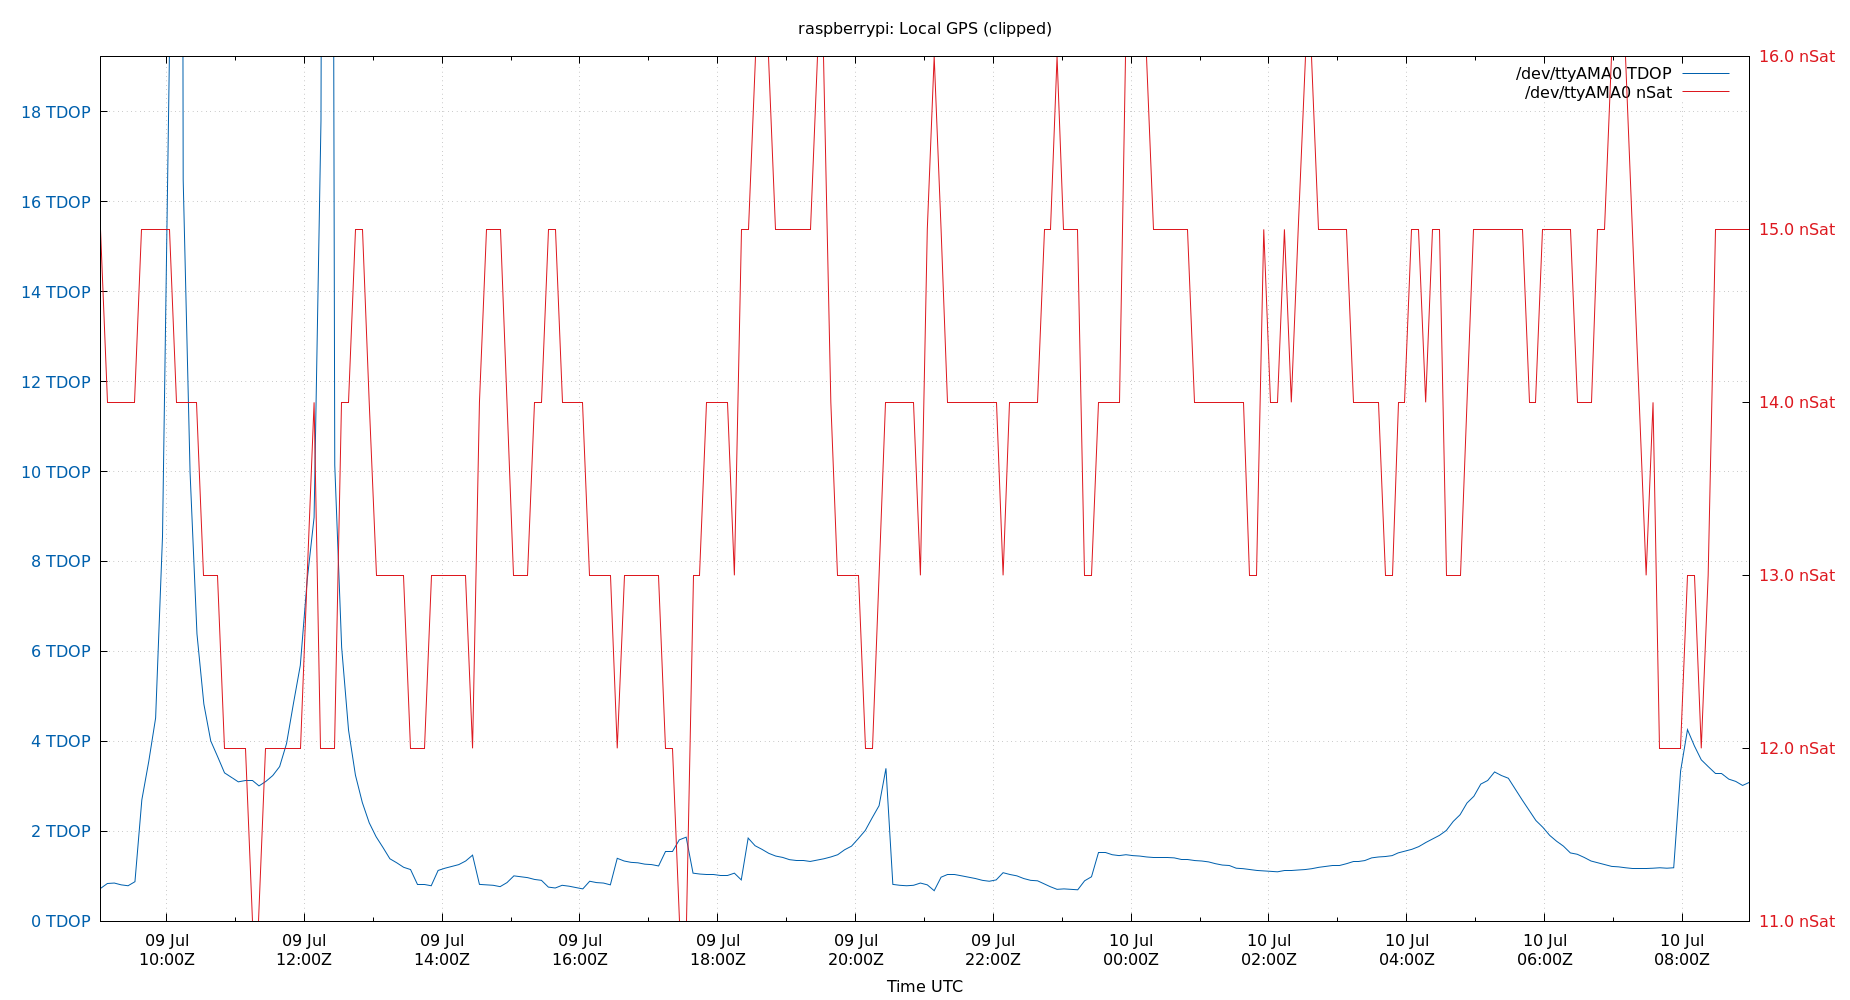 raspberrypi: Local GPS (clipped)
/dev/ttyAMA0 TDOP
/dev/ttyAMA0 nSat
18 TDOP
16 TDOP
14 TDOP
12 TDOP
10 TDOP
8 TDOP
6 TDOP
4 TDOP
2 TDOP
0 TDOP
16.0 nSat
15.0 nSat
14.0 nSat
13.0 nSat
12.0 nSat
11.0 nSat
09 Jul
10:00Z
09 Jul
12:00Z
09 Jul
14:00Z
09 Jul
16:00Z
09 Jul
18:00Z
09 Jul
20:00Z
09 Jul
22:00Z
10 Jul
00:00Z
10 Jul
02:00Z
10 Jul
04:00Z
10 Jul
06:00Z
10 Jul
08:00Z
Time UTC